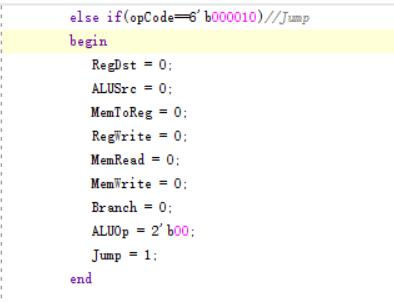 else if(opCode==6'b000010)//Jump
begin
RegDst = 0;
ALUSrc = 0;
MemToReg = 0;
RegWrite = 0;
MemRead = 0;
MemWrite = 0;
Branch = 0;
ALUOp = 2'b00;
Jump = 1;
end